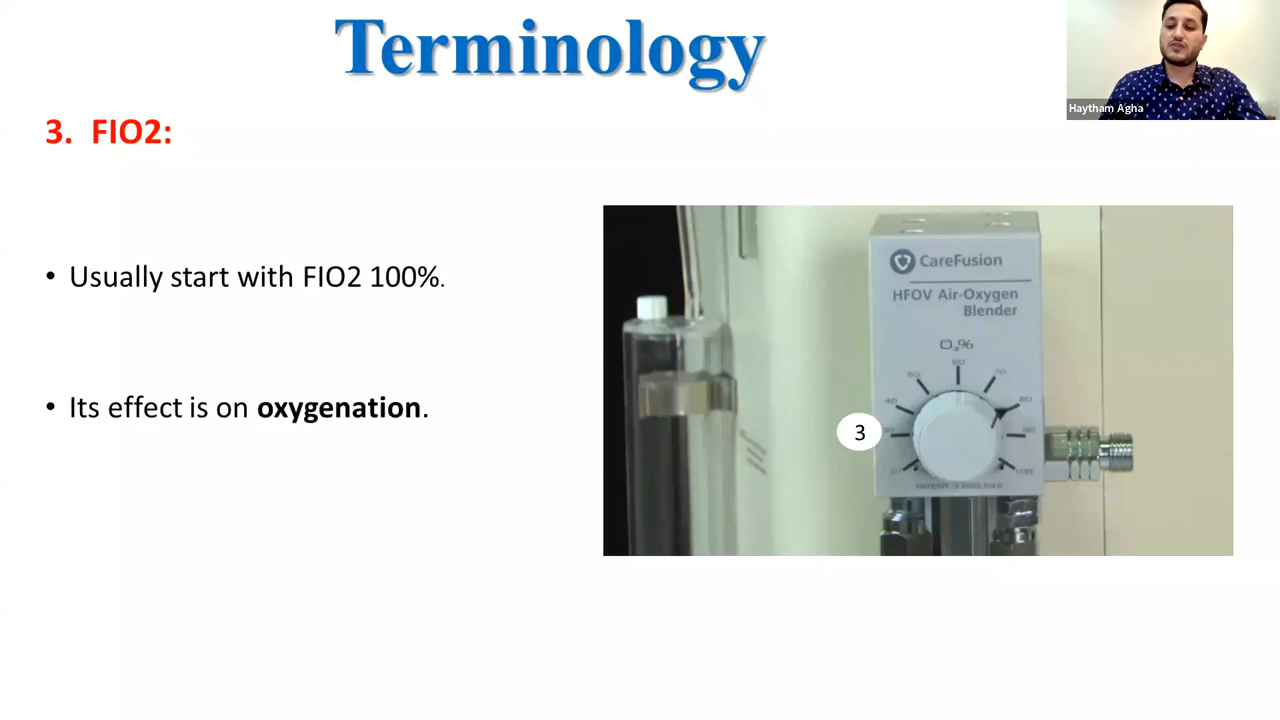 Terminology
Haytham Agha
3. FIO2:
• Usually start with FIO2 100%.
• Its effect is on oxygenation.
CareFusion
HFOV Air-Oxygen
Blender
O₂%
60
50
70
40
80
3
30
90
100